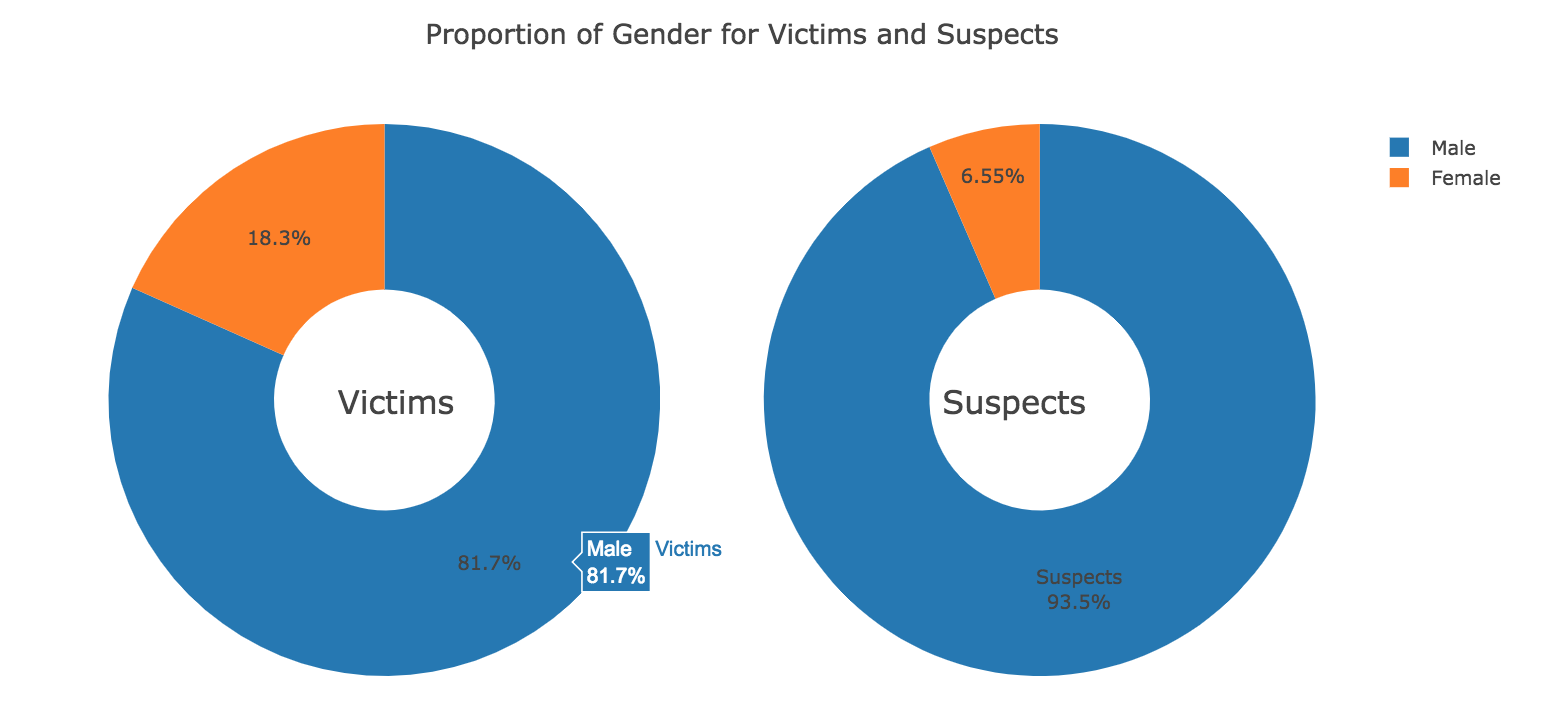 Proportion of Gender for Victims and Suspects
18.3%
Victims
81.7%
Male
81.7%
Victims
6.55%
Suspects
Suspects
93.5%
Male
Female